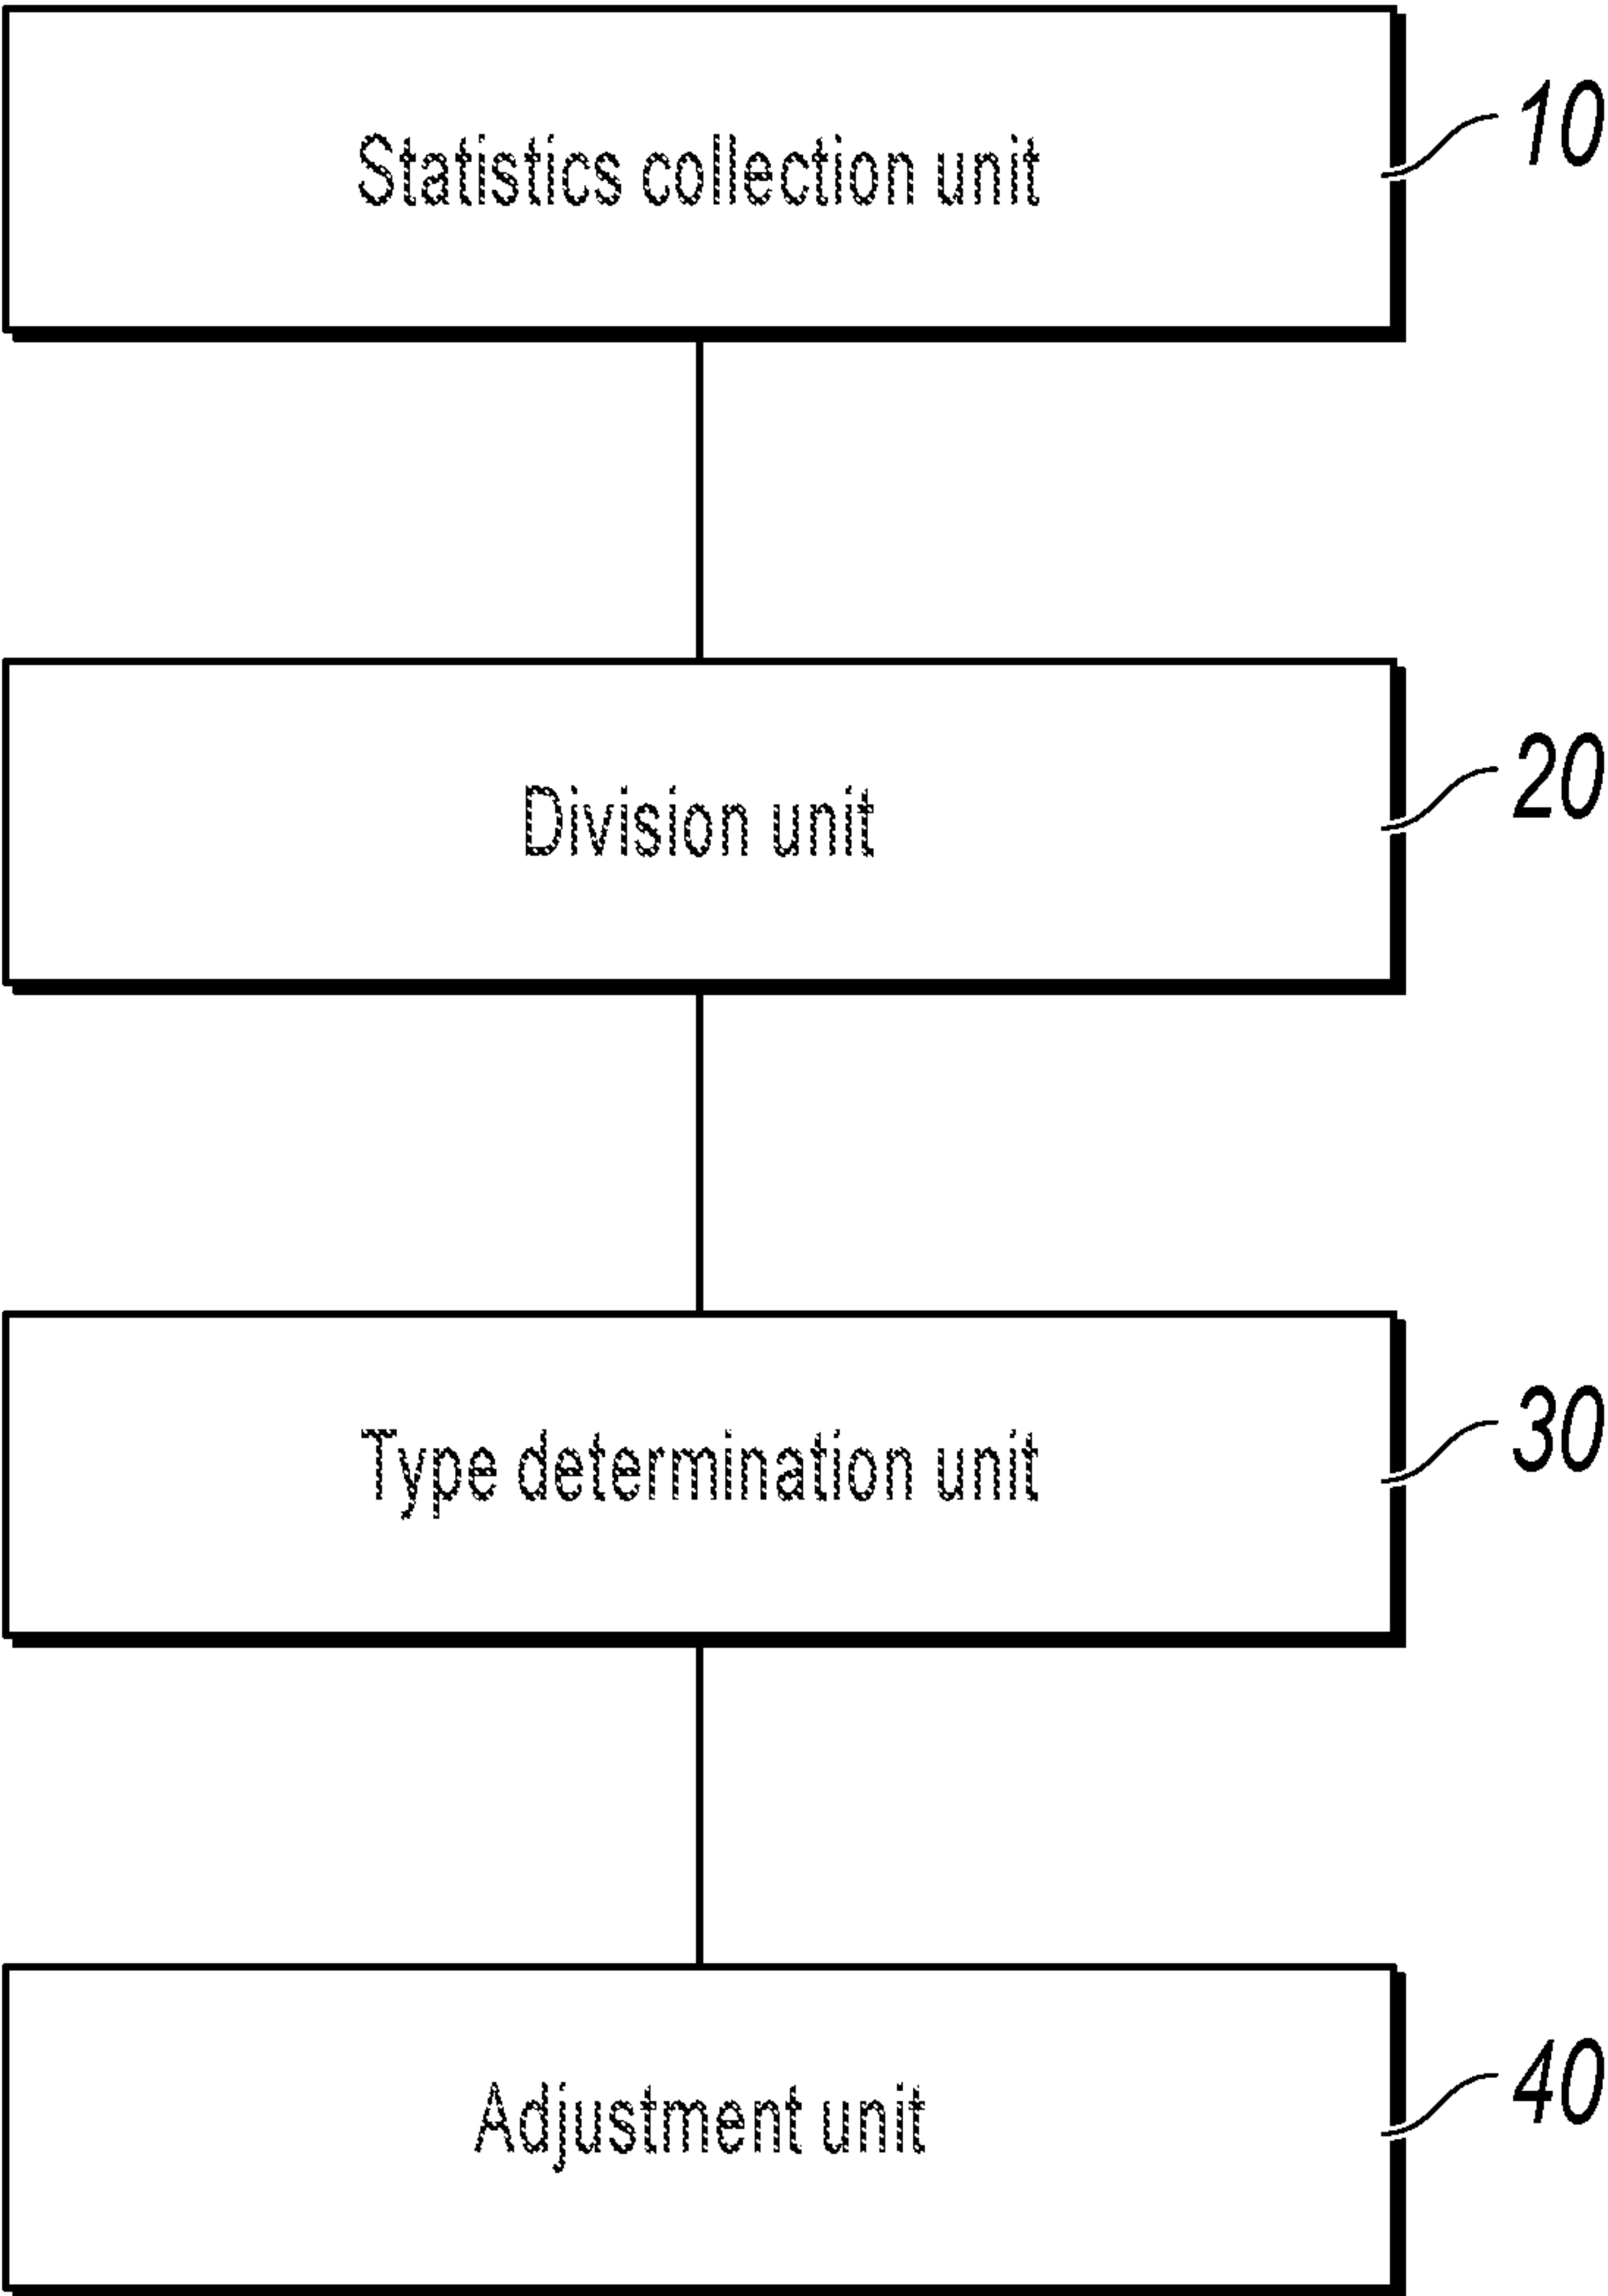 Statistics collection unit
10
Division unit
20
Type determination unit
30
Adjustment unit
40